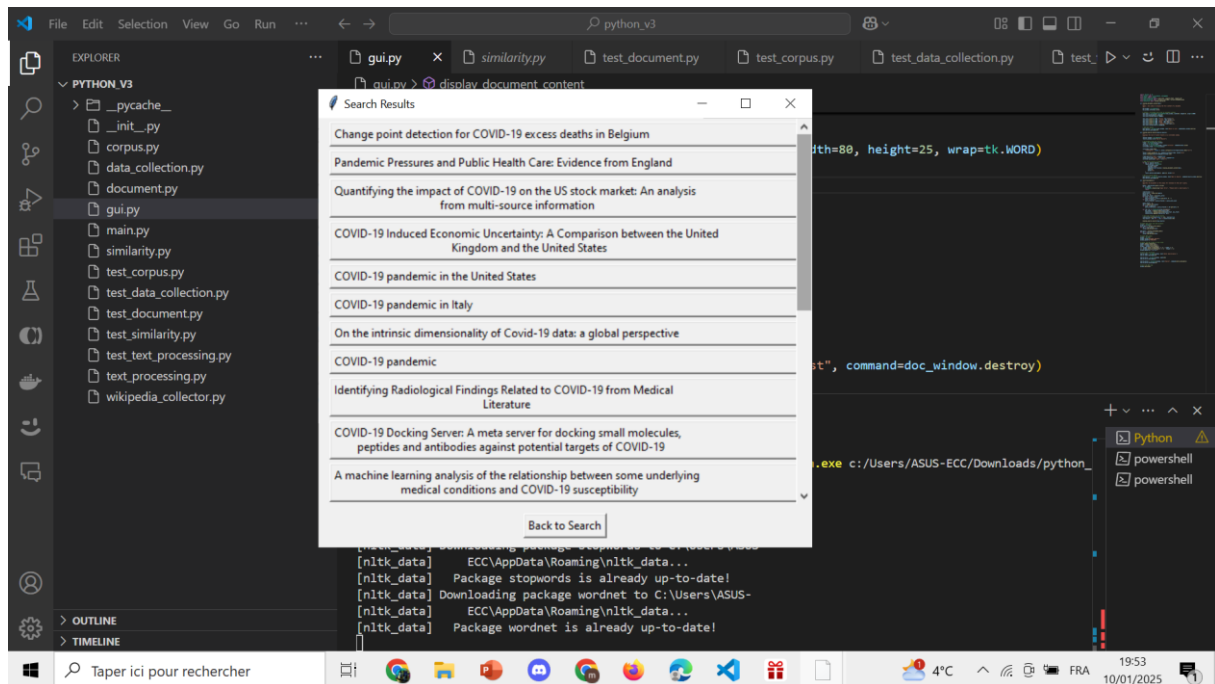 File Edit Selection View Go Run ··· python_v3
EXPLORER ··· gui.py similarity.py test_document.py test_corpus.py test_data_collection.py
PYTHON_V3 gui.py > display_document_content
__pycache__
__init__.py
corpus.py
data_collection.py
document.py
gui.py
main.py
similarity.py
test_corpus.py
test_data_collection.py
test_document.py
test_similarity.py
test_text_processing.py
text_processing.py
wikipedia_collector.py
OUTLINE
TIMELINE
Search Results
Change point detection for COVID-19 excess deaths in Belgium
Pandemic Pressures and Public Health Care: Evidence from England
Quantifying the impact of COVID-19 on the US stock market: An analysis
from multi-source information
COVID-19 Induced Economic Uncertainty: A Comparison between the United
Kingdom and the United States
COVID-19 pandemic in the United States
COVID-19 pandemic in Italy
On the intrinsic dimensionality of Covid-19 data: a global perspective
COVID-19 pandemic
Identifying Radiological Findings Related to COVID-19 from Medical
Literature
COVID-19 Docking Server: A meta server for docking small molecules,
peptides and antibodies against potential targets of COVID-19
A machine learning analysis of the relationship between some underlying
medical conditions and COVID-19 susceptibility
Back to Search
height=25, wrap=tk.WORD)
command=doc_window.destroy)
.exe c:/Users/ASUS-ECC/Downloads/python_
Python
powershell
powershell
[nltk_data] ECC\AppData\Roaming\nltk_data...
[nltk_data] Package stopwords is already up-to-date!
[nltk_data] Downloading package wordnet to C:\Users\ASUS-
[nltk_data] ECC\AppData\Roaming\nltk_data...
[nltk_data] Package wordnet is already up-to-date!
Taper ici pour rechercher
4°C FRA 19:53
10/01/2025